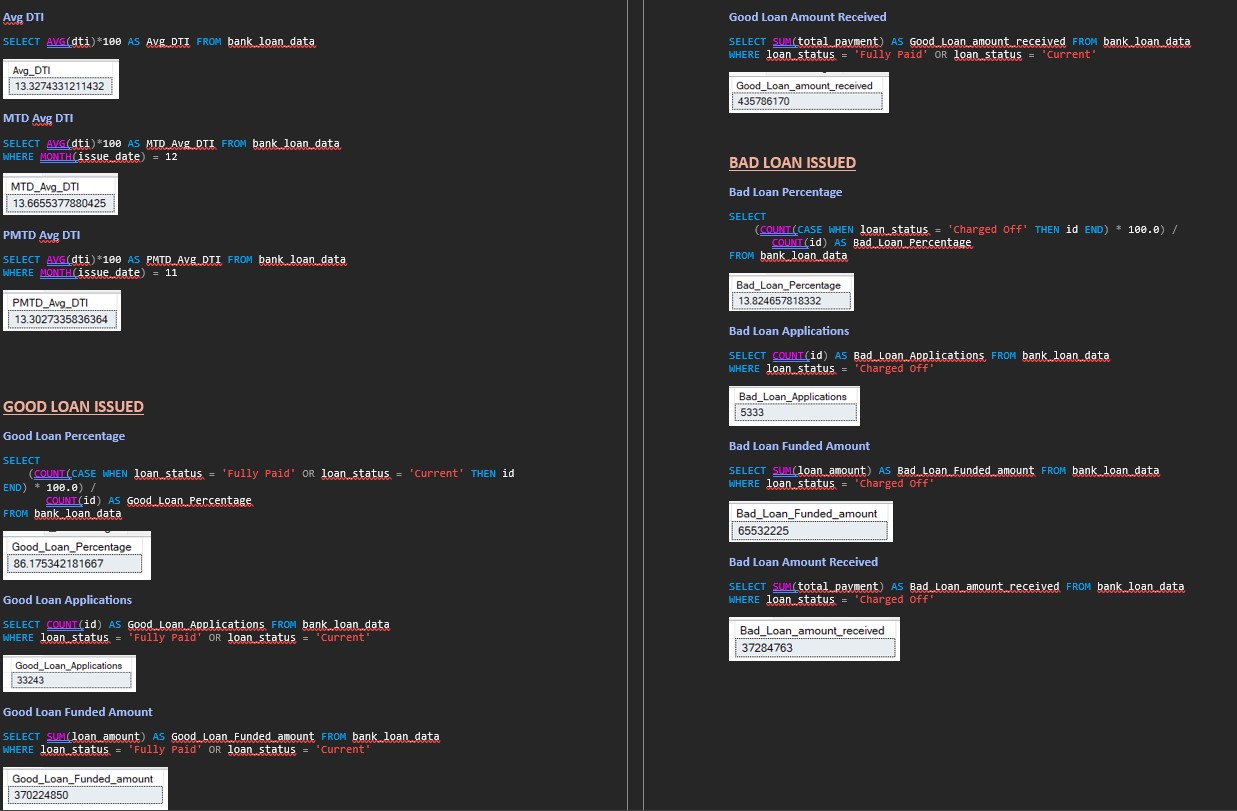 Avg DTI
SELECT AVG(dti)*100 AS Avg_DTI FROM bank_loan_data
Avg_DTI
13.3274331211432
MTD Avg DTI
SELECT AVG(dti)*100 AS MTD_Avg_DTI FROM bank_loan_data
WHERE MONTH(issue_date) = 12
MTD_Avg_DTI
13.6655377880425
PMTD Avg DTI
SELECT AVG(dti)*100 AS PMTD_Avg_DTI FROM bank_loan_data
WHERE MONTH(issue_date) = 11
PMTD_Avg_DTI
13.3027335836364
GOOD LOAN ISSUED
Good Loan Percentage
SELECT
(COUNT(CASE WHEN loan_status = 'Fully Paid' OR loan_status = 'Current' THEN id
END) * 100.0) /
COUNT(id) AS Good_Loan_Percentage
FROM bank_loan_data
Good_Loan_Percentage
86.175342181667
Good Loan Applications
SELECT COUNT(id) AS Good_Loan_Applications FROM bank_loan_data
WHERE loan_status = 'Fully Paid' OR loan_status = 'Current'
Good_Loan_Applications
33243
Good Loan Funded Amount
SELECT SUM(loan_amount) AS Good_Loan_Funded_amount FROM bank_loan_data
WHERE loan_status = 'Fully Paid' OR loan_status = 'Current'
Good_Loan_Funded_amount
370224850
Good Loan Amount Received
SELECT SUM(total_payment) AS Good_Loan_amount_received FROM bank_loan_data
WHERE loan_status = 'Fully Paid' OR loan_status = 'Current'
Good_Loan_amount_received
435786170
BAD LOAN ISSUED
Bad Loan Percentage
SELECT
(COUNT(CASE WHEN loan_status = 'Charged Off' THEN id END) * 100.0) /
COUNT(id) AS Bad_Loan_Percentage
FROM bank_loan_data
Bad_Loan_Percentage
13.824657818332
Bad Loan Applications
SELECT COUNT(id) AS Bad_Loan_Applications FROM bank_loan_data
WHERE loan_status = 'Charged Off'
Bad_Loan_Applications
5333
Bad Loan Funded Amount
SELECT SUM(loan_amount) AS Bad_Loan_Funded_amount FROM bank_loan_data
WHERE loan_status = 'Charged Off'
Bad_Loan_Funded_amount
65532225
Bad Loan Amount Received
SELECT SUM(total_payment) AS Bad_Loan_amount_received FROM bank_loan_data
WHERE loan_status = 'Charged Off'
Bad_Loan_amount_received
37284763